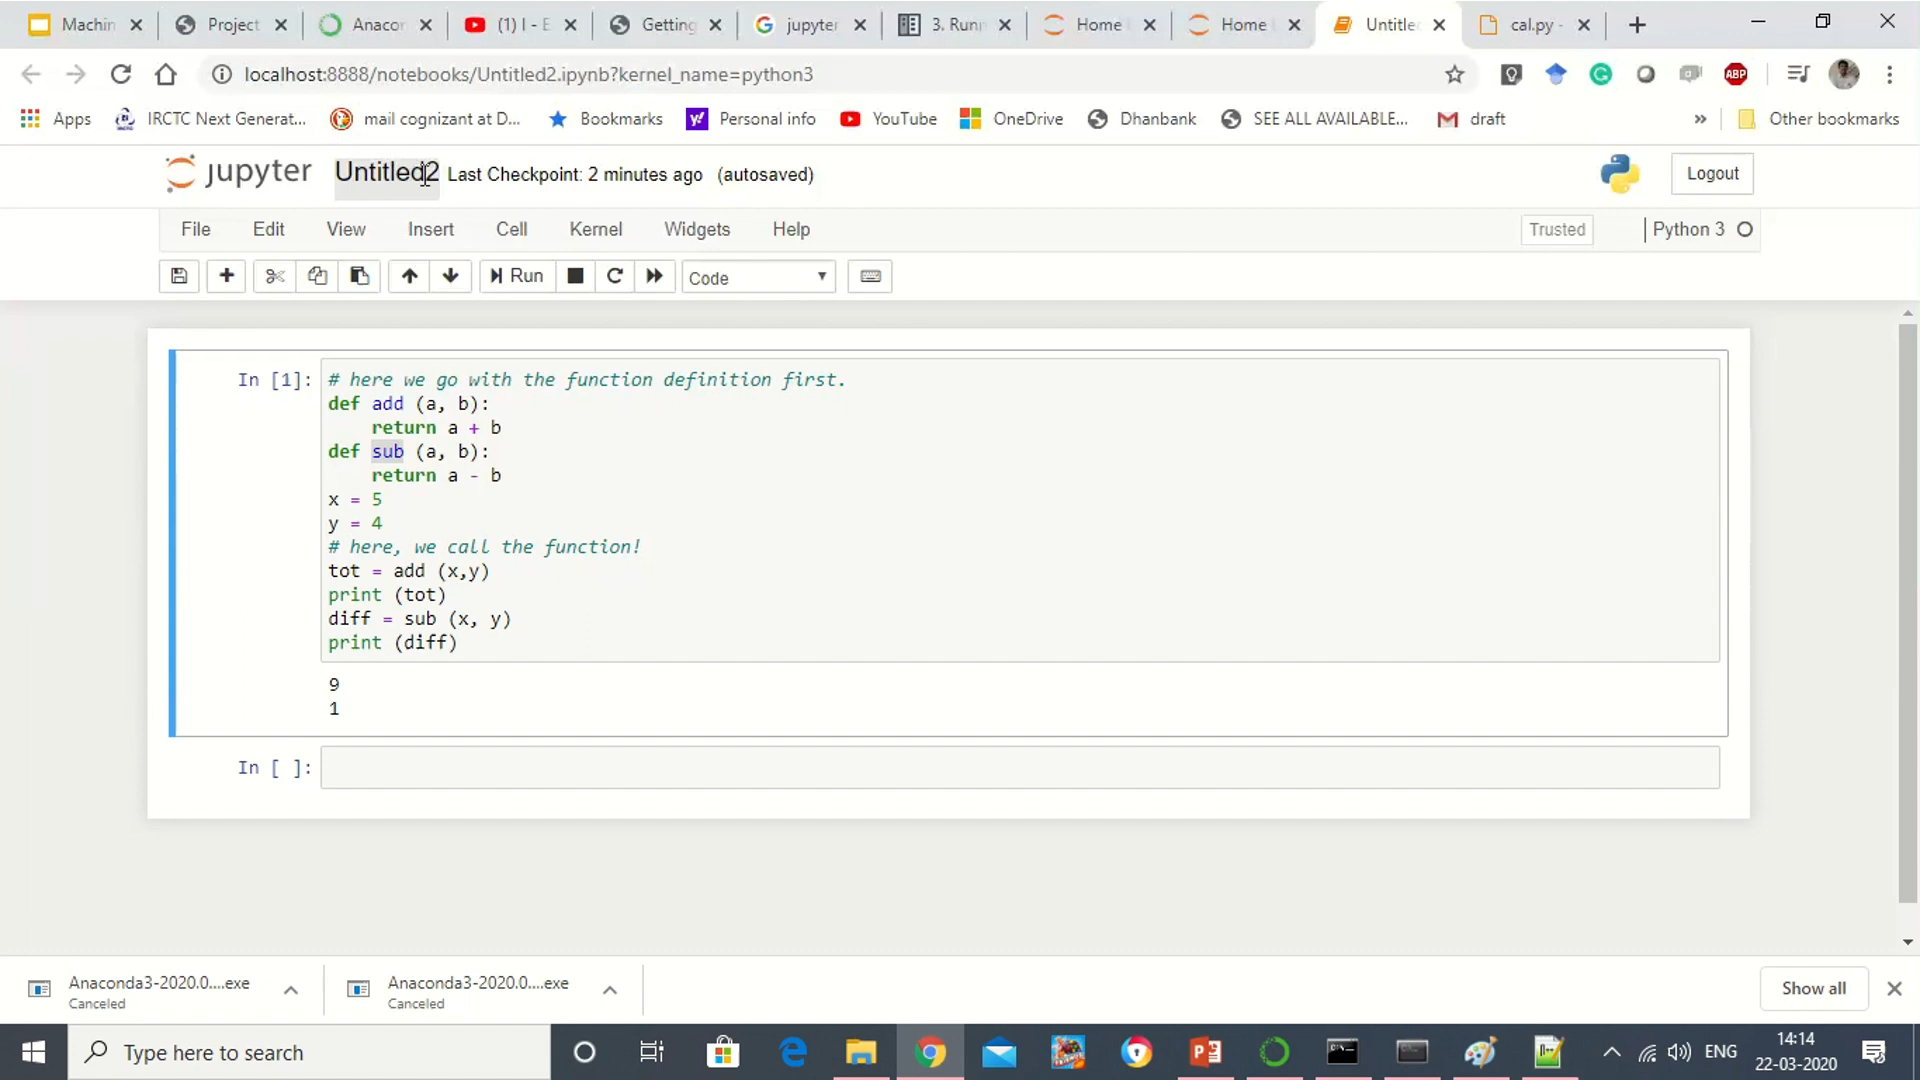 Machin
Project
Anacor
(1) I - E
Getting
jupyter
3. Runn
Home
Home
Untitle
cal.py -
localhost:8888/notebooks/Untitled2.ipynb?kernel_name=python3
ABP
Apps
IRCTC Next Generat...
mail cognizant at D...
Bookmarks
Personal info
YouTube
OneDrive
Dhanbank
SEE ALL AVAILABLE...
draft
»
Other bookmarks
jupyter Untitled2 Last Checkpoint: 2 minutes ago (autosaved)
Logout
File Edit View Insert Cell Kernel Widgets Help
Trusted
Python 3
Run
Code
In [1]:
# here we go with the function definition first.
def add (a, b):
    return a + b
def sub (a, b):
    return a - b
x = 5
y = 4
# here, we call the function!
tot = add (x,y)
print (tot)
diff = sub (x, y)
print (diff)
9
1
In [ ]:
Anaconda3-2020.0....exe
Canceled
Anaconda3-2020.0....exe
Canceled
Show all
Type here to search
ENG
14:14
22-03-2020